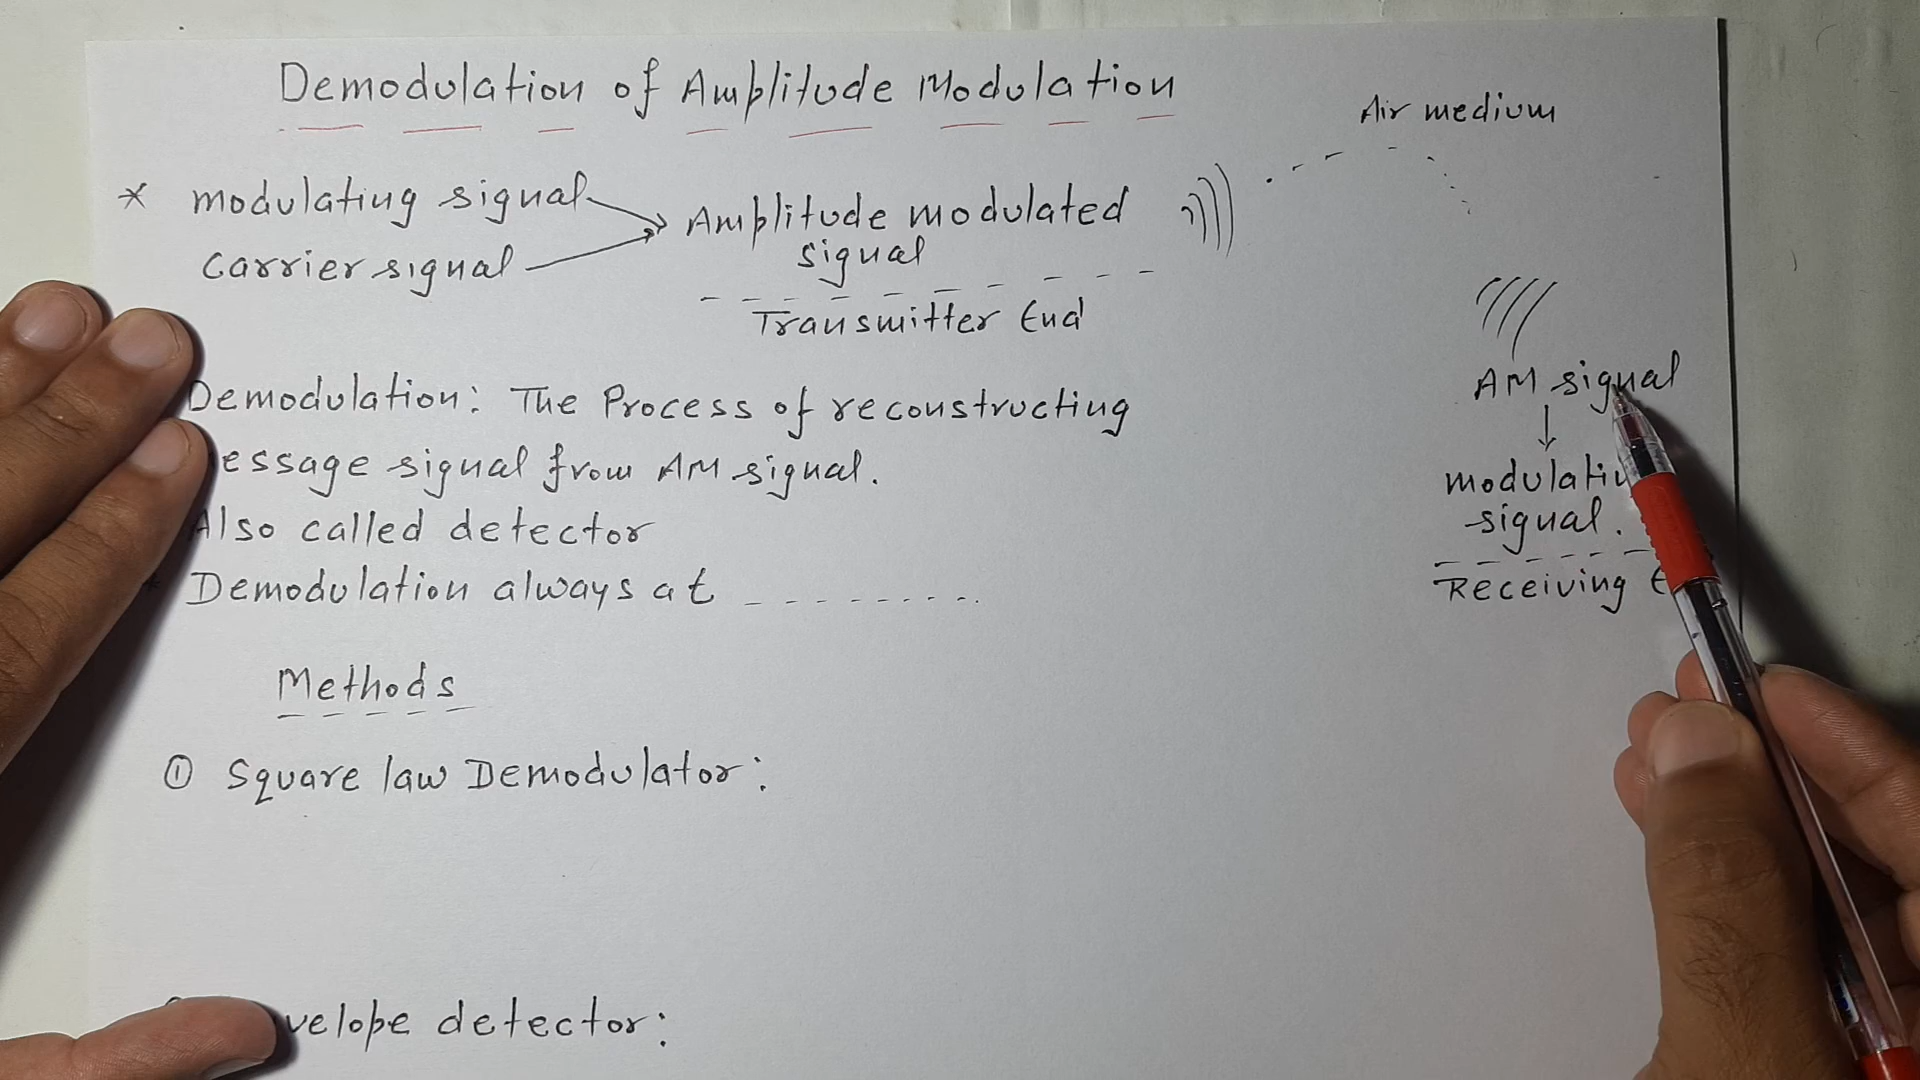 Demodulation of Amplitude Modulation
Air medium
* modulating signal
Carrier signal
Amplitude modulated
signal
Transmitter End
Demodulation: The Process of reconstructing
essage signal from AM signal.
Also called detector
* Demodulation always at
AM signal
↓
modulatin
signal.
Receiving E
Methods
① Square law Demodulator:
velope detector: